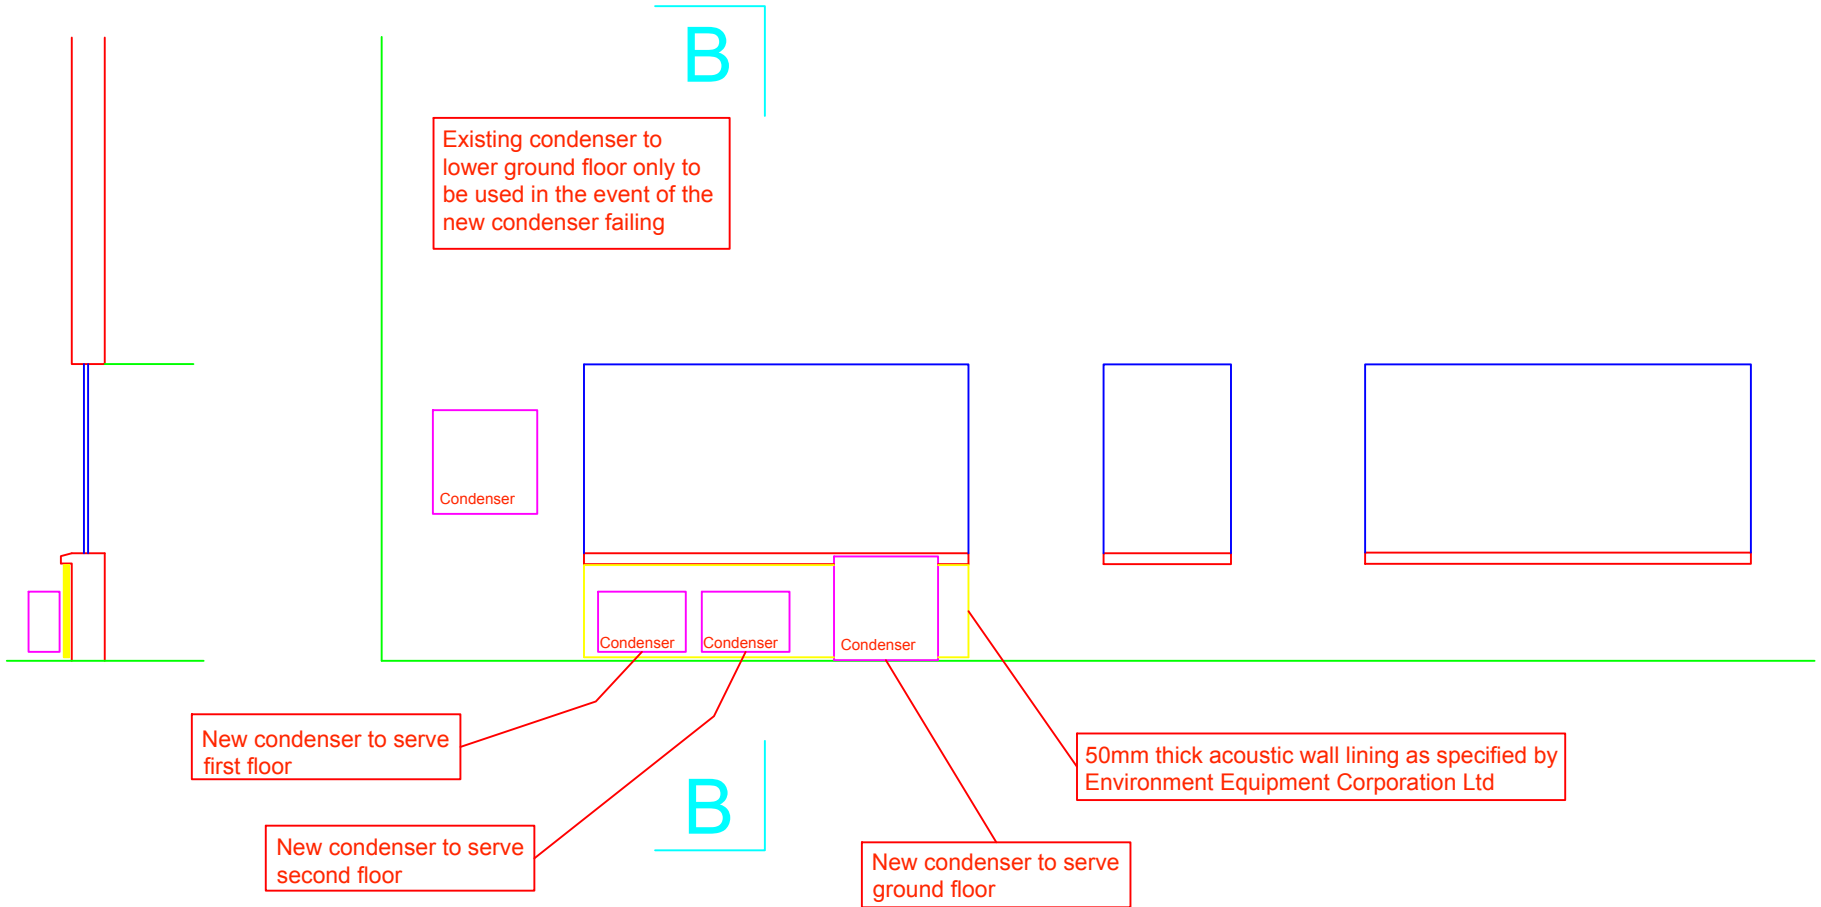 B
Existing condenser to
lower ground floor only to
be used in the event of the
new condenser failing
Condenser
Condenser
Condenser
Condenser
New condenser to serve
first floor
50mm thick acoustic wall lining as specified by
Environment Equipment Corporation Ltd
B
New condenser to serve
second floor
New condenser to serve
ground floor